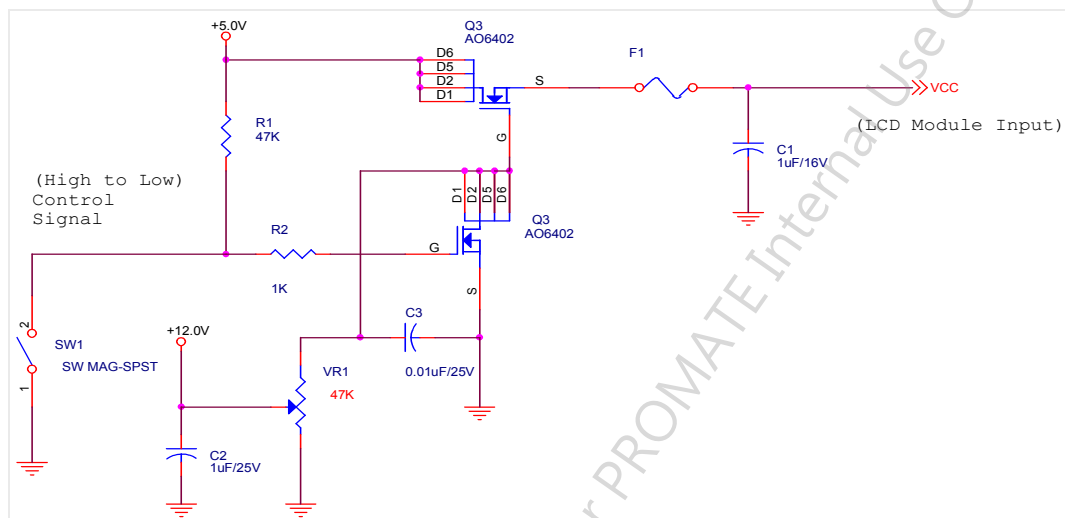 +5.0V
Q3
AO6402
D6
D5
D2
D1
S
G
F1
VCC
(LCD Module Input)
C1
1uF/16V
R1
47K
(High to Low)
Control
Signal
D1
D2
D5
D6
Q3
AO6402
R2
1K
G
S
C3
0.01uF/25V
+12.0V
2
SW1
SW MAG-SPST
1
VR1
47K
C2
1uF/25V
r PROMATE Internal Use O